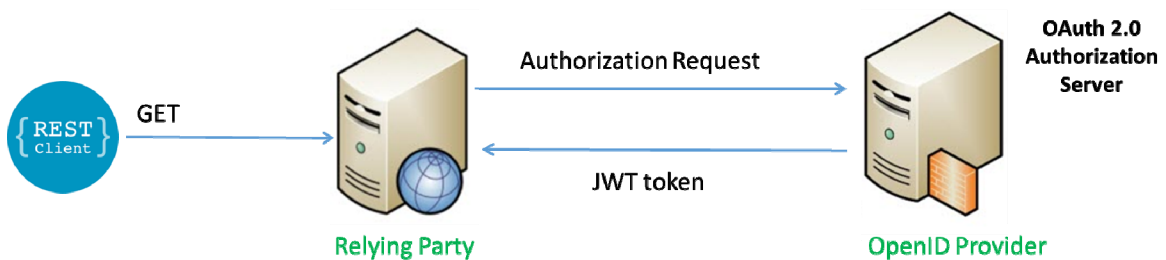 OAuth 2.0
Authorization
Server
Authorization Request
GET
{REST}
Client
JWT token
Relying Party
OpenID Provider